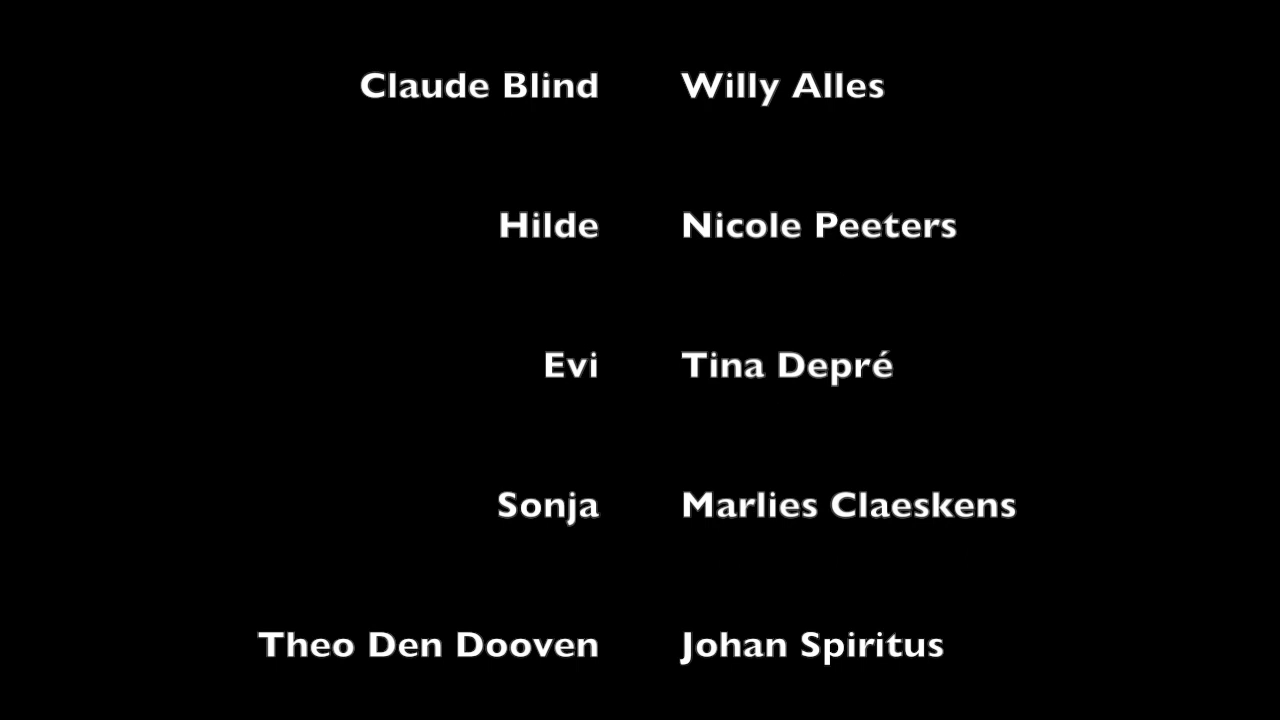 Claude Blind Willy Alles
Hilde Nicole Peeters
Evi Tina Depré
Sonja Marlies Claeskens
Theo Den Dooven Johan Spiritus